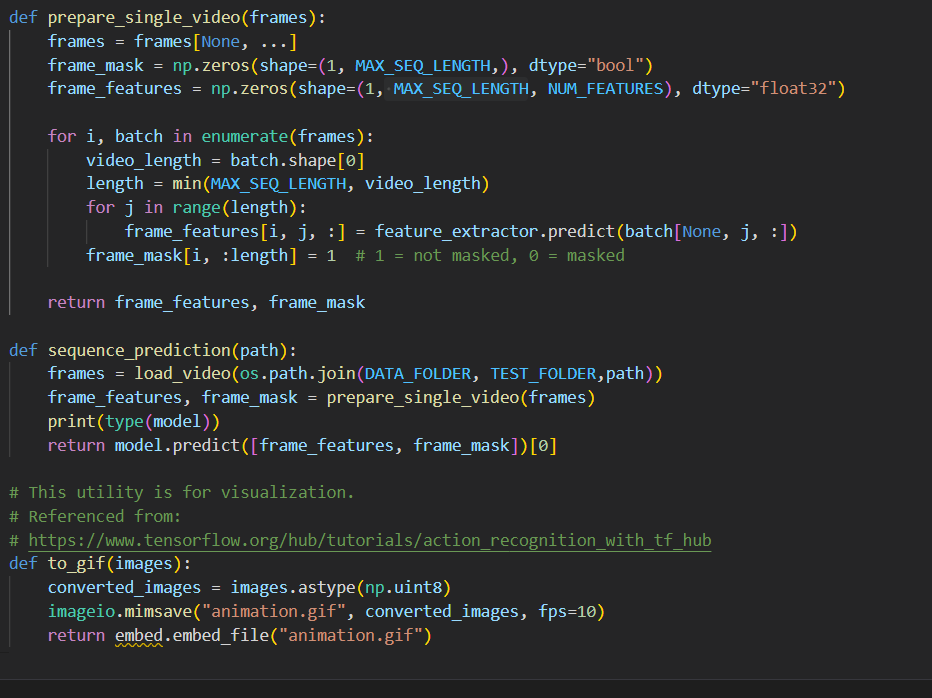 def prepare_single_video(frames):
    frames = frames[None, ...]
    frame_mask = np.zeros(shape=(1, MAX_SEQ_LENGTH,), dtype="bool")
    frame_features = np.zeros(shape=(1, MAX_SEQ_LENGTH, NUM_FEATURES), dtype="float32")

    for i, batch in enumerate(frames):
        video_length = batch.shape[0]
        length = min(MAX_SEQ_LENGTH, video_length)
        for j in range(length):
            frame_features[i, j, :] = feature_extractor.predict(batch[None, j, :])
        frame_mask[i, :length] = 1  # 1 = not masked, 0 = masked

    return frame_features, frame_mask

def sequence_prediction(path):
    frames = load_video(os.path.join(DATA_FOLDER, TEST_FOLDER,path))
    frame_features, frame_mask = prepare_single_video(frames)
    print(type(model))
    return model.predict([frame_features, frame_mask])[0]

# This utility is for visualization.
# Referenced from:
# https://www.tensorflow.org/hub/tutorials/action_recognition_with_tf_hub
def to_gif(images):
    converted_images = images.astype(np.uint8)
    imageio.mimsave("animation.gif", converted_images, fps=10)
    return embed.embed_file("animation.gif")